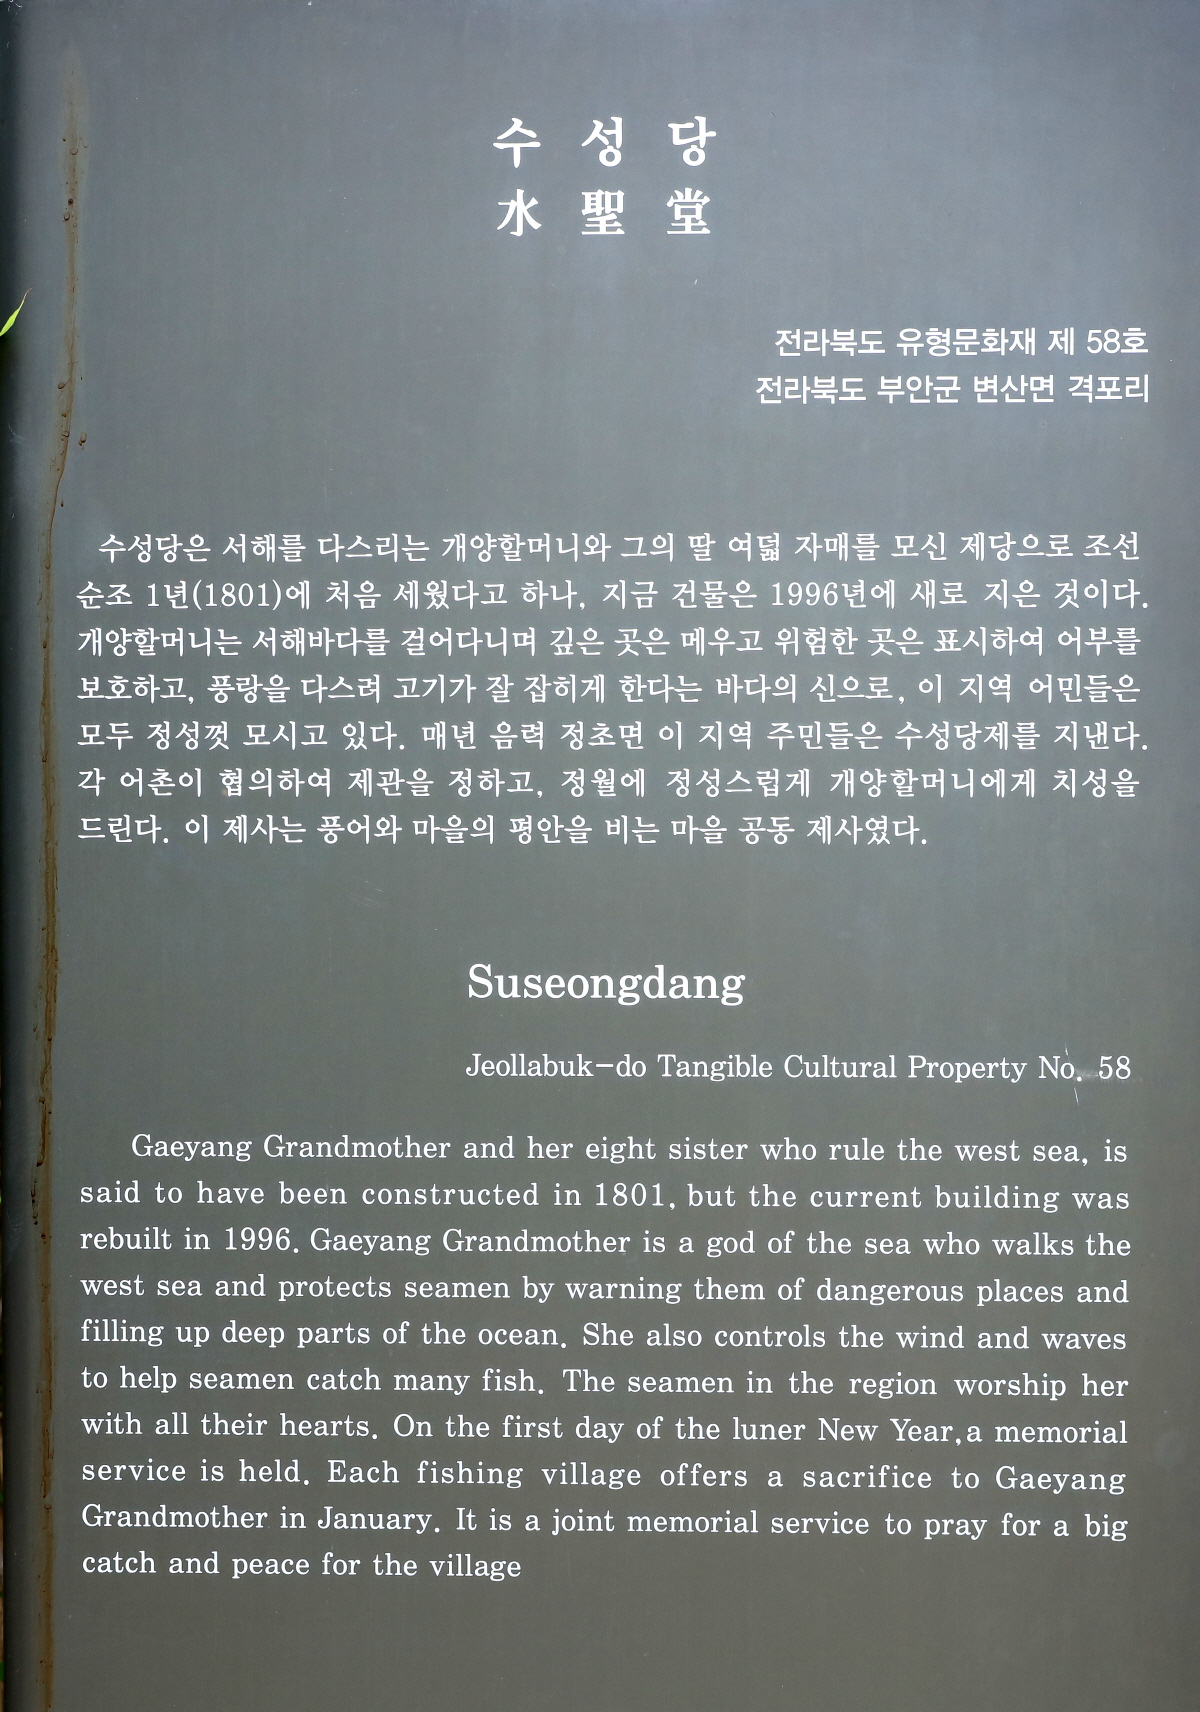 수 성 당
水 聖 堂
전라북도 유형문화재 제 58호
전라북도 부안군 변산면 격포리
수성당은 서해를 다스리는 개양할머니와 그의 딸 여덟 자매를 모신 제당으로 조선
순조 1년(1801)에 처음 세웠다고 하나, 지금 건물은 1996년에 새로 지은 것이다.
개양할머니는 서해바다를 걸어다니며 깊은 곳은 메우고 위험한 곳은 표시하여 어부를
보호하고, 풍랑을 다스려 고기가 잘 잡히게 한다는 바다의 신으로, 이 지역 어민들은
모두 정성껏 모시고 있다. 매년 음력 정초면 이 지역 주민들은 수성당제를 지낸다.
각 어촌이 협의하여 제관을 정하고, 정월에 정성스럽게 개양할머니에게 치성을
드린다. 이 제사는 풍어와 마을의 평안을 비는 마을 공동 제사였다.
Suseongdang
Jeollabuk-do Tangible Cultural Property No. 58
Gaeyang Grandmother and her eight sister who rule the west sea, is
said to have been constructed in 1801, but the current building was
rebuilt in 1996. Gaeyang Grandmother is a god of the sea who walks the
west sea and protects seamen by warning them of dangerous places and
filling up deep parts of the ocean. She also controls the wind and waves
to help seamen catch many fish. The seamen in the region worship her
with all their hearts. On the first day of the luner New Year,a memorial
service is held. Each fishing village offers a sacrifice to Gaeyang
Grandmother in January. It is a joint memorial service to pray for a big
catch and peace for the village